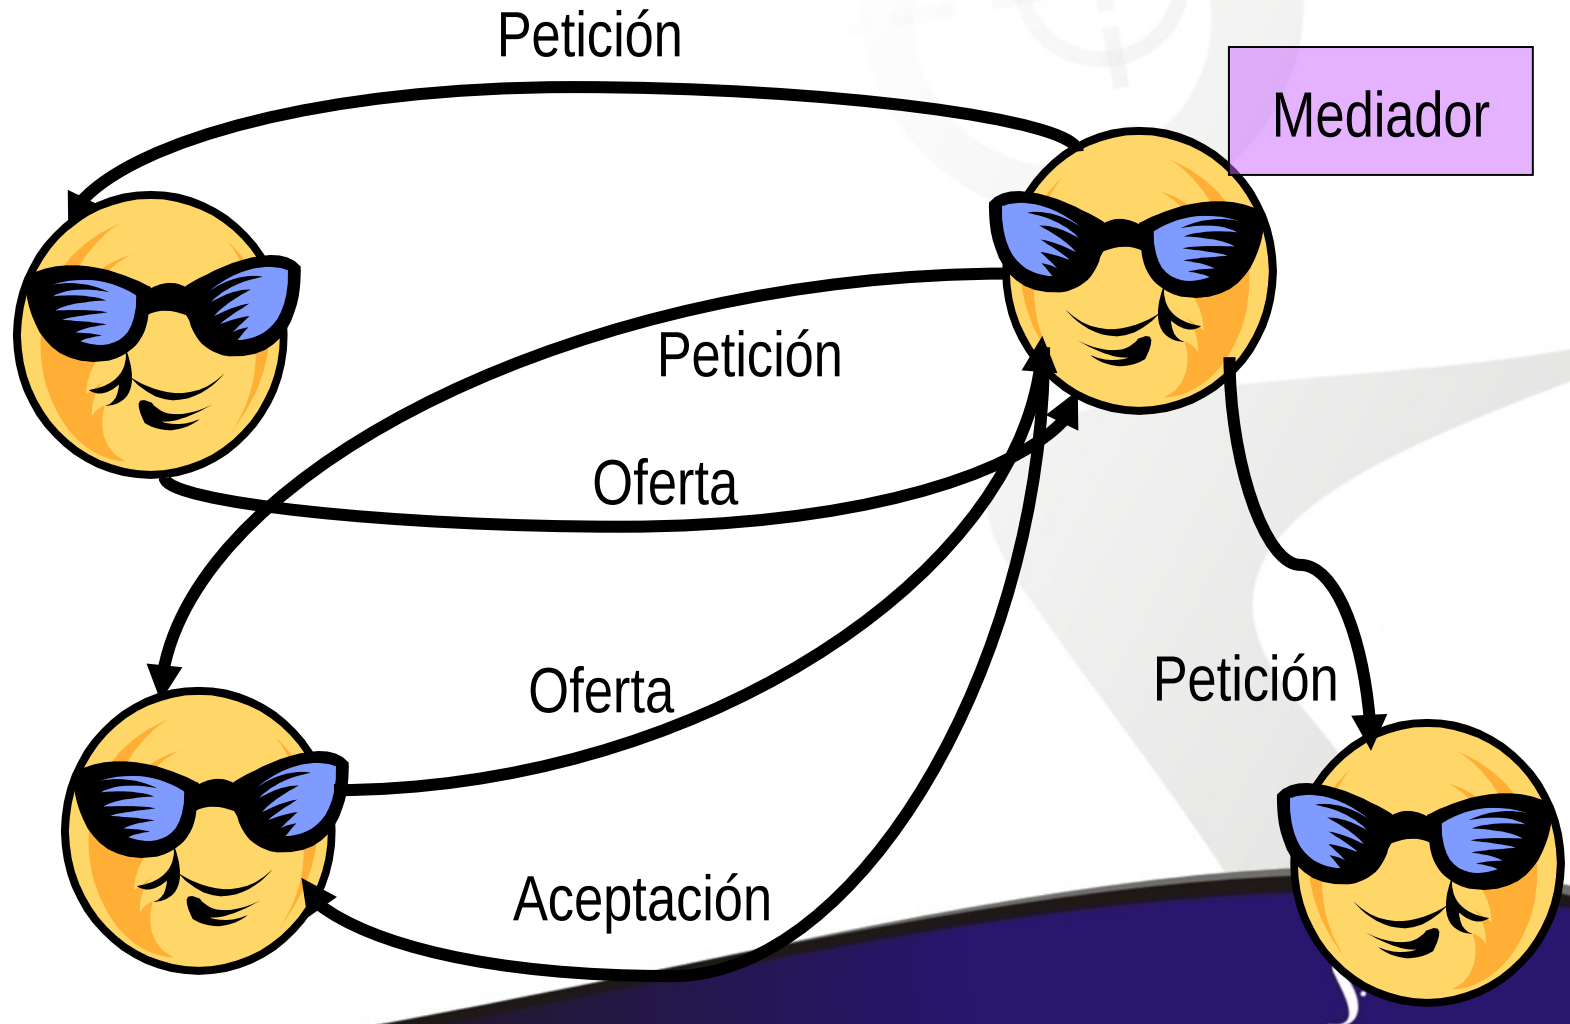 Petición
Mediador
Petición
Oferta
Oferta
Petición
Aceptación